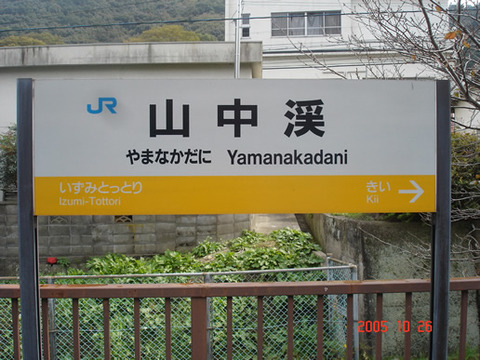 JR
山中渓
やまなかだに Yamanakadani
いずみとっとり
Izumi-Tottori
きい
Kii
2005 10 26